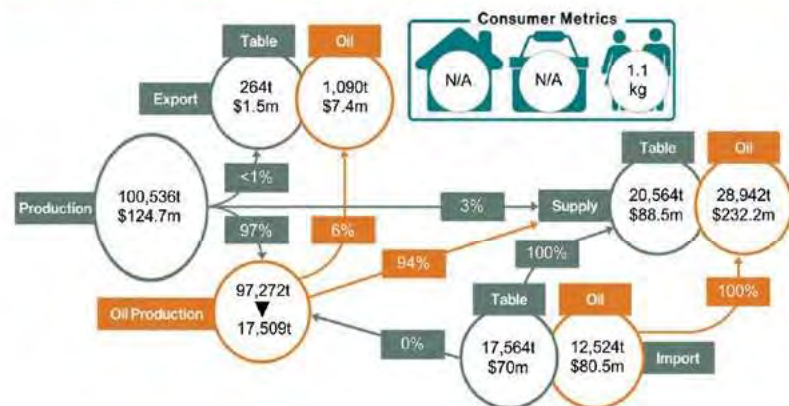 Consumer Metrics
N/A
N/A
1.1
kg
Table
Oil
Export
264t
$1.5m
1,090t
$7.4m
<1%
Production
100,536t
$124.7m
3%
97%
6%
94%
Supply
Table
Oil
20,564t
$88.5m
28,942t
$232.2m
100%
100%
Oil Production
97,272t
▼
17,509t
0%
Table
Oil
17,564t
$70m
12,524t
$80.5m
Import